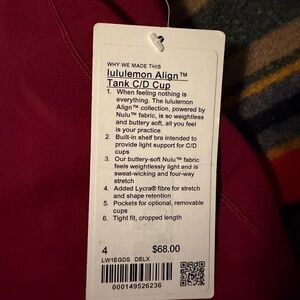 WHY WE MADE THIS
lululemon Align™
Tank C/D Cup
1. When feeling nothing is
everything. The lululemon
Align™ collection, powered by
Nulu™ fabric, is so weightless
and buttery soft, all you feel
is your practice
2. Built-in shelf bra intended to
provide light support for C/D
cups
3. Our buttery-soft Nulu™ fabric
feels weightlessly light and is
sweat-wicking and four-way
stretch
4. Added Lycra® fibre for stretch
and shape retention
5. Pockets for optional, removable
cups
6. Tight fit, cropped length
4 $68.00
LW1EQDS DELX
000149526236